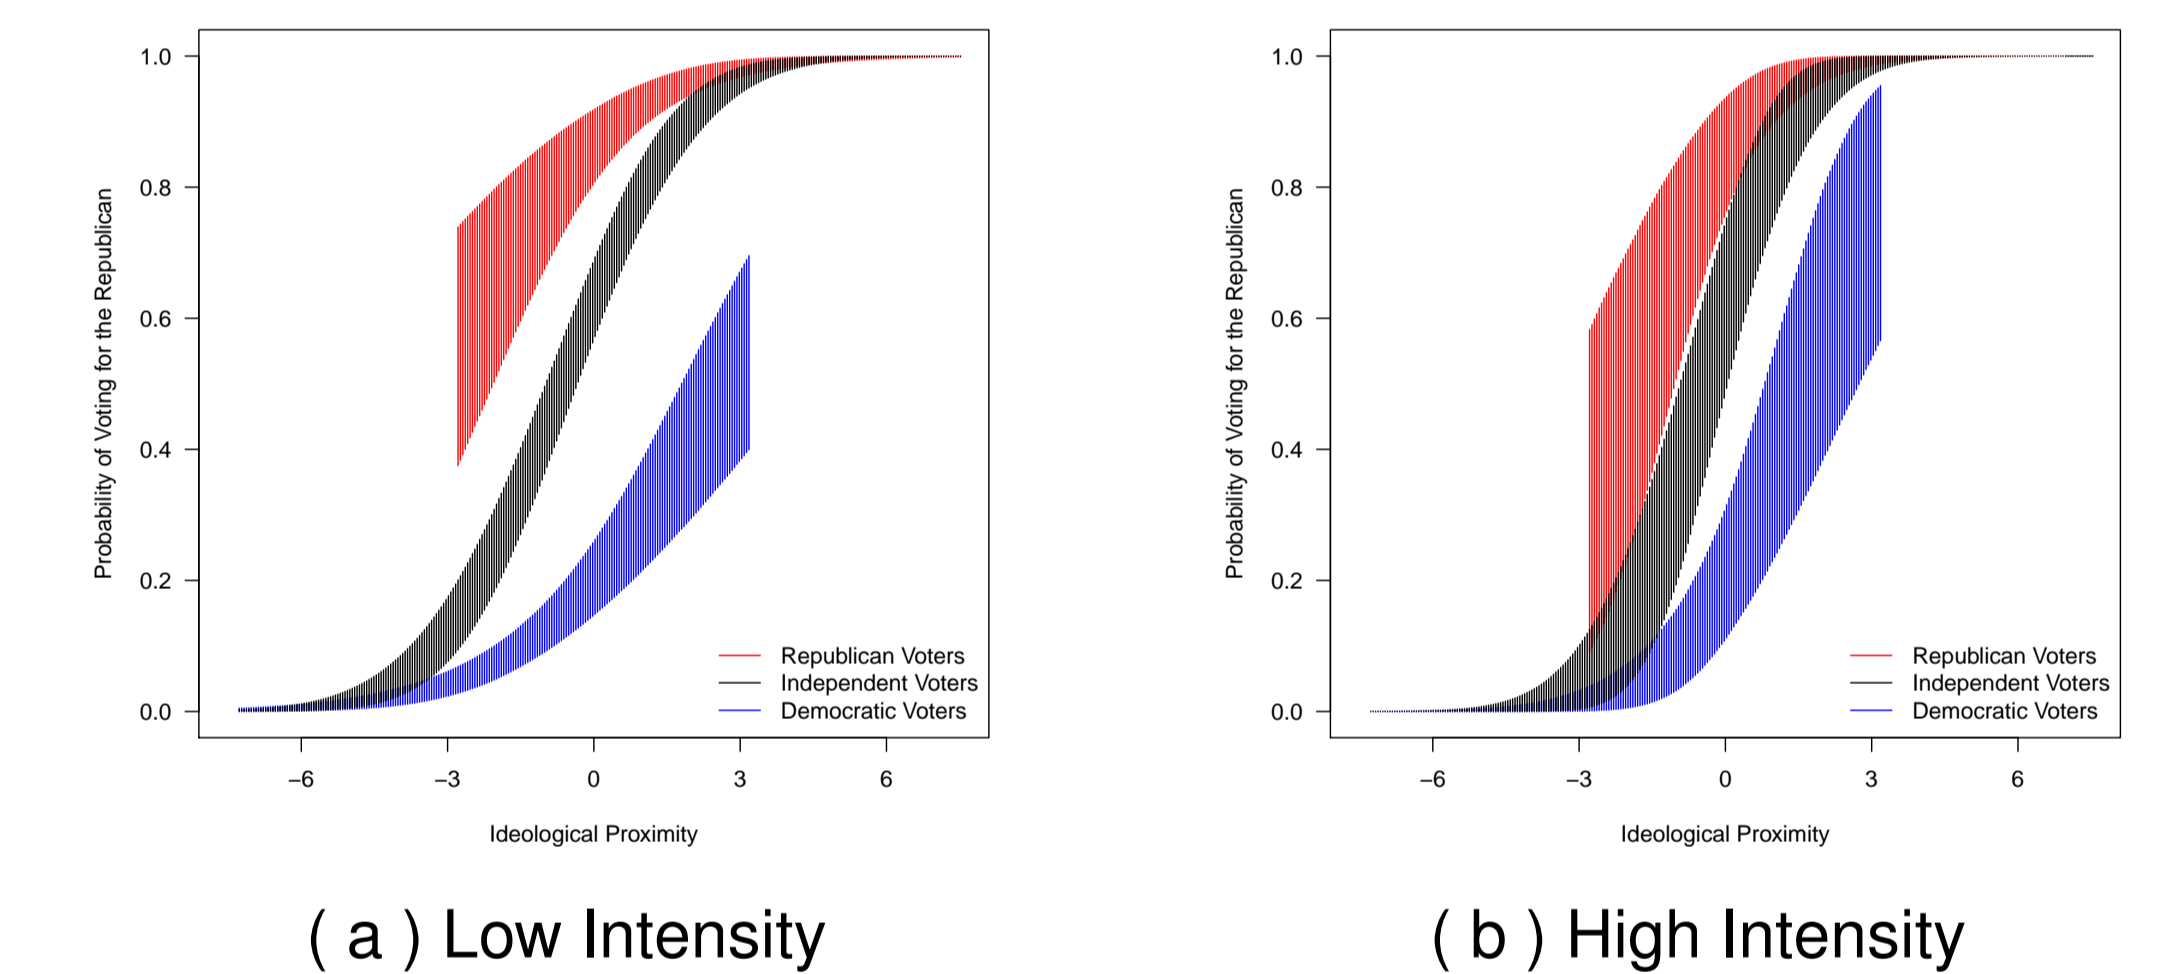 Probability of Voting for the Republican
1.0
0.8
0.6
0.4
0.2
0.0
−6
−3
0
3
6
Ideological Proximity
Republican Voters
Independent Voters
Democratic Voters
( a ) Low Intensity
Probability of Voting for the Republican
1.0
0.8
0.6
0.4
0.2
0.0
−6
−3
0
3
6
Ideological Proximity
Republican Voters
Independent Voters
Democratic Voters
( b ) High Intensity